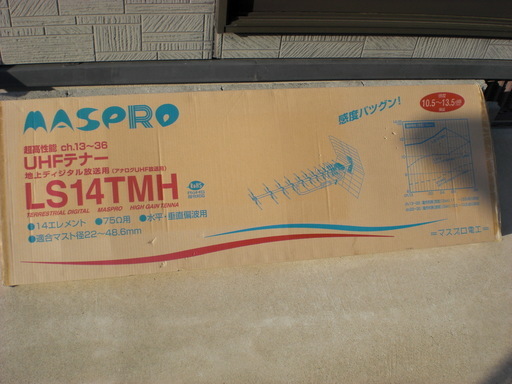 MASPRO
超高性能 ch.13～36
UHFテナー
地上ディジタル放送用(アナログUHF放送共)
LS14TMH
TERRESTRIAL DIGITAL MASPRO HIGH GAIN TENNA
●14エレメント ●75Ω用 ●水平・垂直偏波用
●適合マスト径22～48.6mm
感度バツグン!
10.5～13.5dB
マスプロ電工